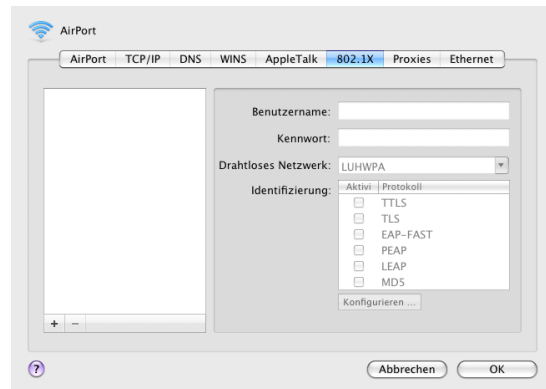 AirPort
AirPort TCP/IP DNS WINS AppleTalk 802.1X Proxies Ethernet
Benutzername:
Kennwort:
Drahtloses Netzwerk: LUHWPA
Identifizierung: Aktivi Protokoll
TTLS
TLS
EAP-FAST
PEAP
LEAP
MD5
Konfigurieren ...
+ −
? Abbrechen OK